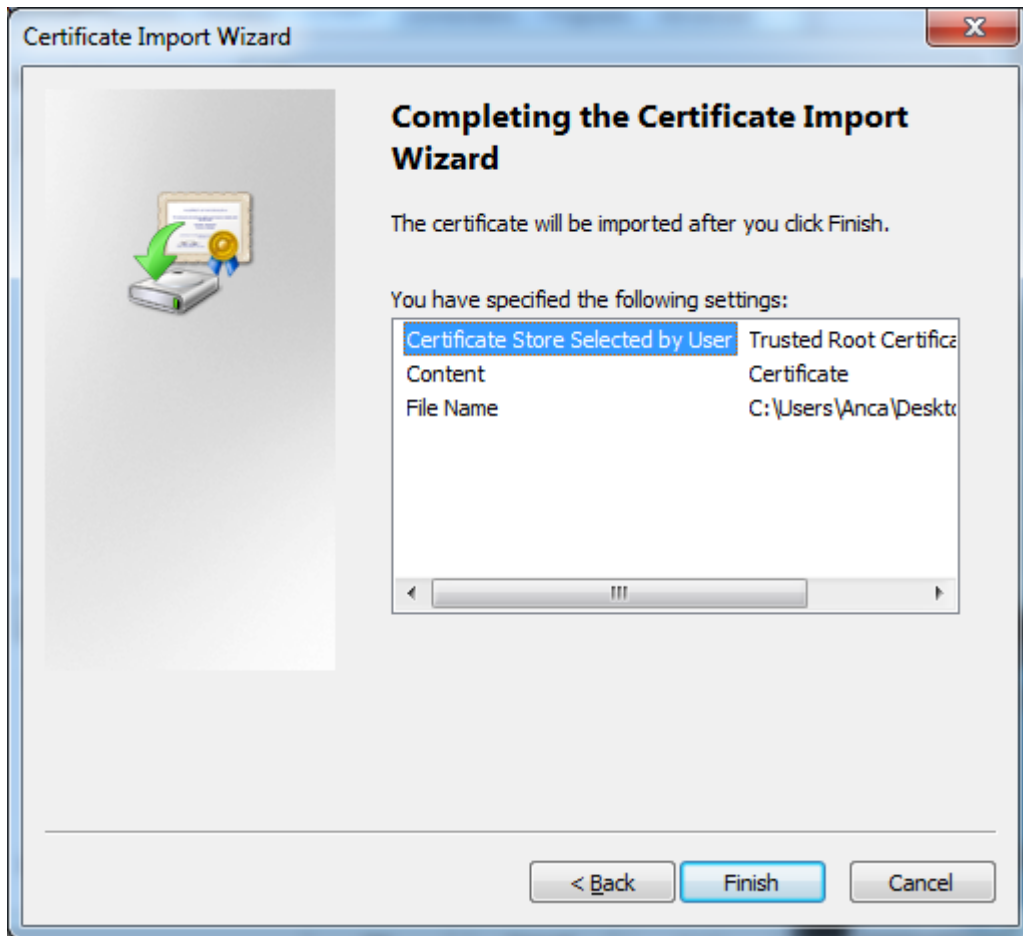 Certificate Import Wizard
X
Completing the Certificate Import
Wizard
The certificate will be imported after you click Finish.
You have specified the following settings:
Certificate Store Selected by User Trusted Root Certifica
Content Certificate
File Name C:\Users\Anca\Deskto
< Back Finish Cancel